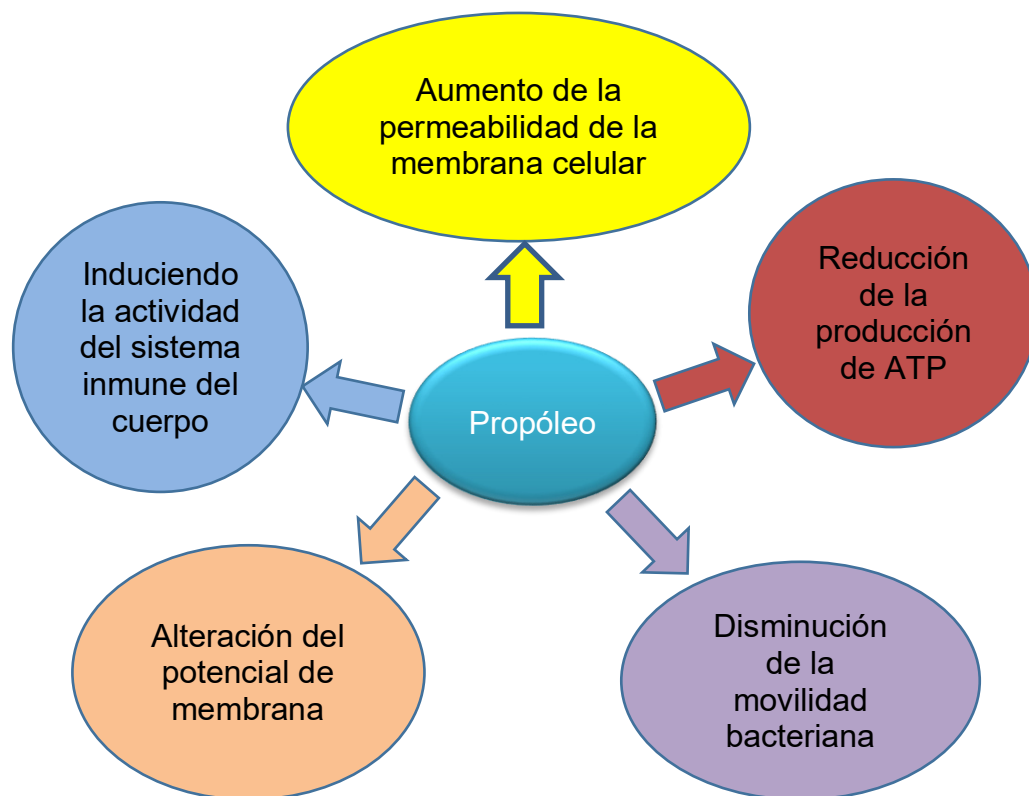 Aumento de la
permeabilidad de la
membrana celular
Induciendo
la actividad
del sistema
inmune del
cuerpo
Reducción
de la
producción
de ATP
Propóleo
Alteración del
potencial de
membrana
Disminución
de la
movilidad
bacteriana